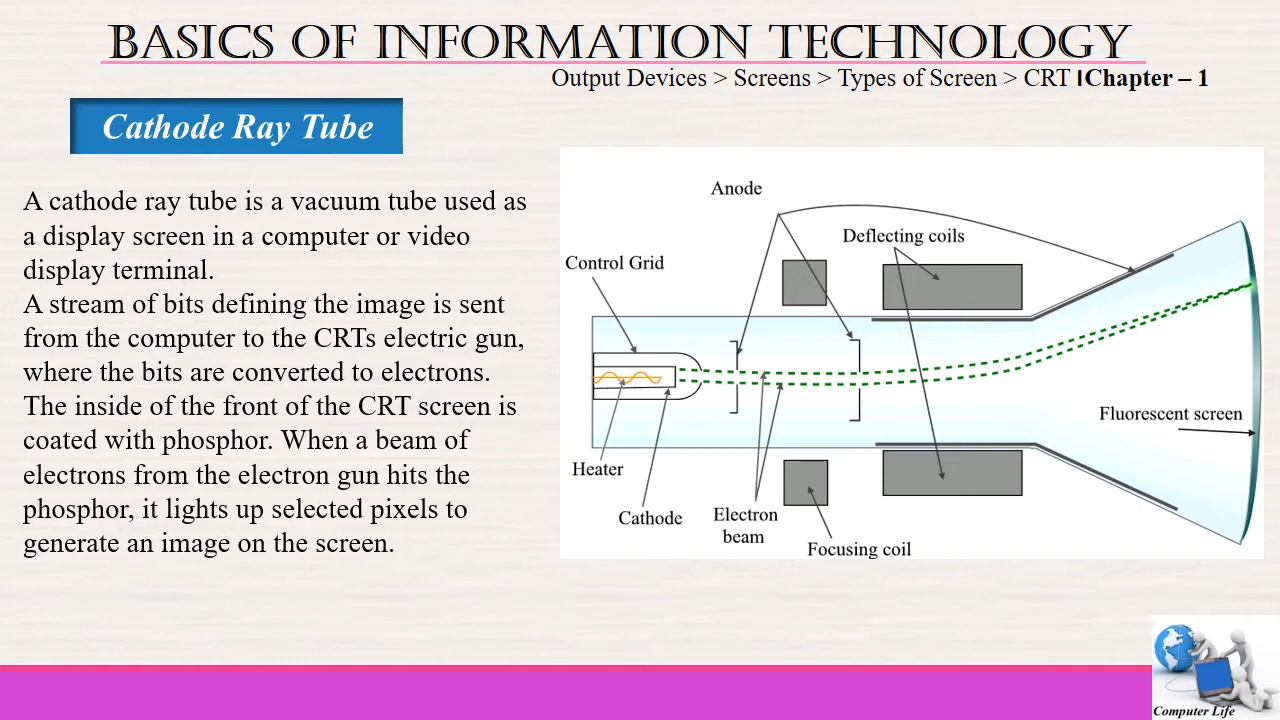 BASICS OF INFORMATION TECHNOLOGY
Output Devices > Screens > Types of Screen > CRT |Chapter – 1
Cathode Ray Tube
A cathode ray tube is a vacuum tube used as
a display screen in a computer or video
display terminal.
A stream of bits defining the image is sent
from the computer to the CRTs electric gun,
where the bits are converted to electrons.
The inside of the front of the CRT screen is
coated with phosphor. When a beam of
electrons from the electron gun hits the
phosphor, it lights up selected pixels to
generate an image on the screen.
Anode
Deflecting coils
Control Grid
Fluorescent screen
Heater
Cathode
Electron
beam
Focusing coil
Computer Life